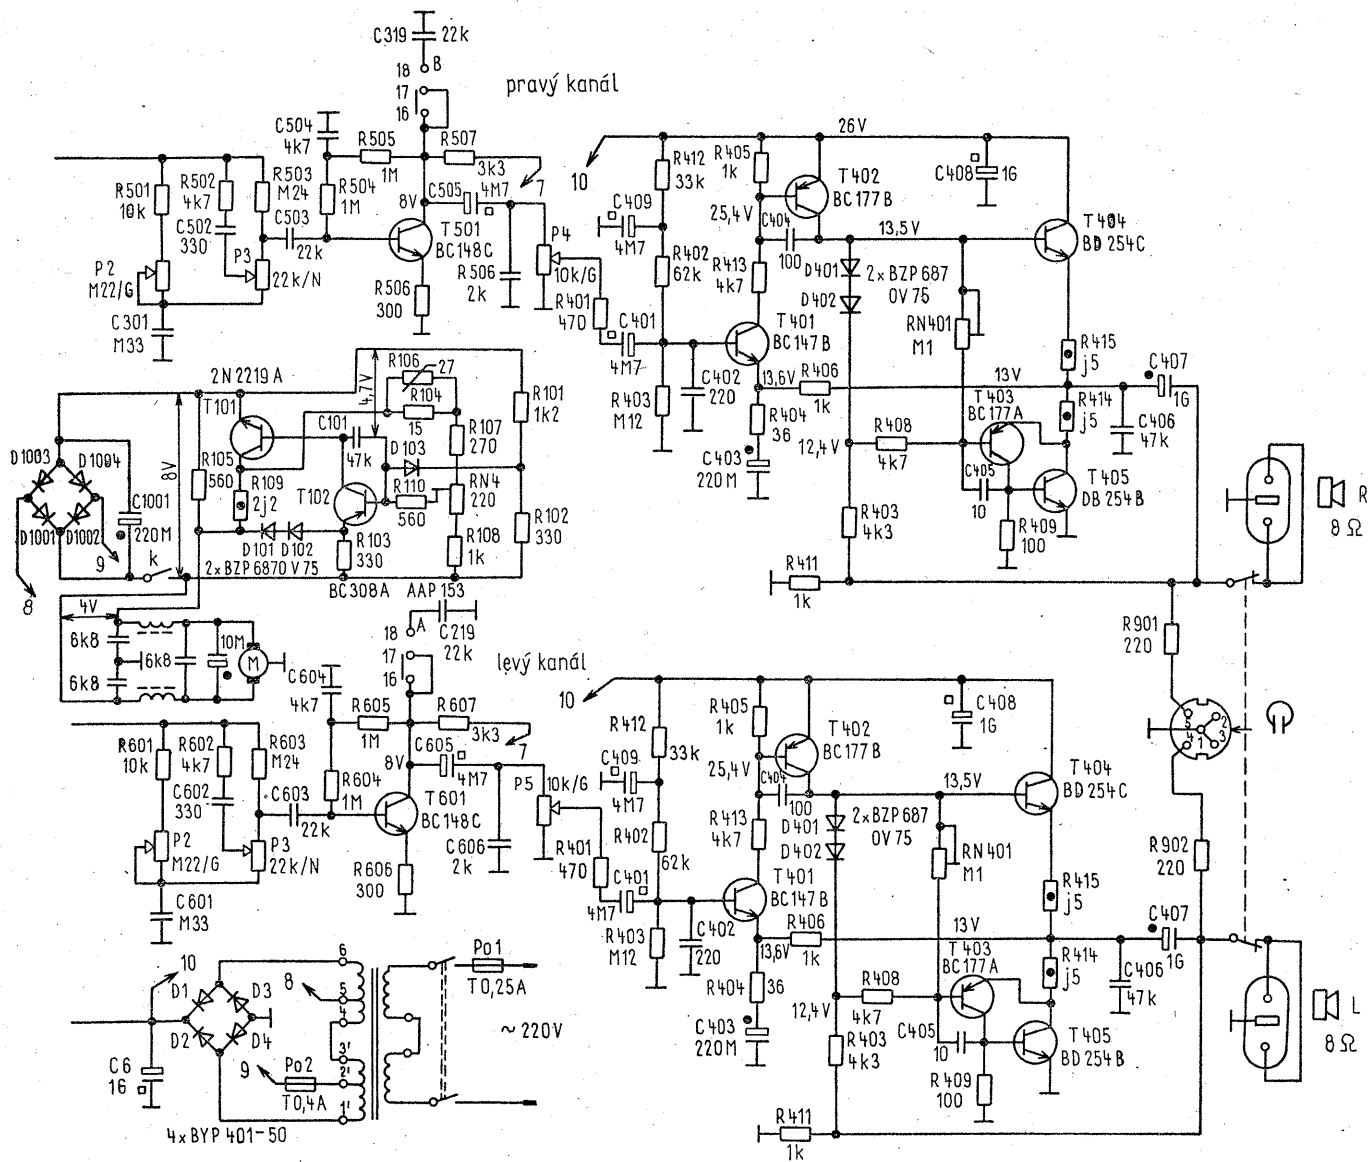 C319 22k
18 B
17
16
pravý kanál
C504
4k7
R505
1M
R507
3k3
7
R501
10k
R502
4k7
C502
330
R503
M24
C503
22k
R504
1M
8V
C505
4M7
T501
BC148C
P2
M22/G
P3
22k/N
R506
300
R506
2k
P4
10k/G
R401
470
C301
M33
10
26V
R412
33k
R405
1k
T402
BC177B
C408
1G
C409
4M7
25,4V
C404
100
13,5V
T404
BD254C
R402
62k
R413
4k7
D401
D402
2xBZP687
0V75
C401
4M7
T401
BC147B
RN401
M1
R415
j5
C402
220
13,6V
R406
1k
13V
C407
1G
R403
M12
R404
36
T403
BC177A
R414
j5
C406
47k
C403
220M
12,4V
R408
4k7
C405
10
T405
DB254B
R403
4k3
R409
100
R411
1k
R
8 Ω
2N2219A
T101
4,7V
R106
27
R104
15
R101
1k2
C101
47k
D103
R107
270
D1003
D1004
D1001
D1002
C1001
220M
8V
R105
560
R109
2j2
T102
R110
560
RN4
220
D101
D102
R103
330
R108
1k
R102
330
9
k
8
2xBZP687 0V75
BC308A
AAP153
4V
6k8
6k8
6k8
10M
M
18 A
17
16
C219
22k
levý kanál
C604
4k7
R605
1M
R607
3k3
7
R601
10k
R602
4k7
R603
M24
C602
330
C603
22k
R604
1M
8V
C605
4M7
T601
BC148C
P2
M22/G
P3
22k/N
R606
300
C606
2k
P5
10k/G
R401
470
C601
M33
10
R412
33k
R405
1k
T402
BC177B
C408
1G
C409
4M7
25,4V
C404
100
13,5V
T404
BD254C
R402
62k
R413
4k7
D401
D402
2xBZP687
0V75
C401
4M7
T401
BC147B
RN401
M1
R415
j5
C402
220
13,6V
R406
1k
13V
C407
1G
R403
M12
R404
36
T403
BC177A
R414
j5
C406
47k
C403
220M
12,4V
R408
4k7
C405
10
T405
BD254B
R403
4k3
R409
100
R411
1k
R901
220
5
2
4
1
3
R902
220
L
8 Ω
10
D1
D3
D2
D4
C6
16
6
8
5
4
3'
9
Po2
T0,4A
2'
1'
Po1
T0,25A
~220V
4xBYP401-50